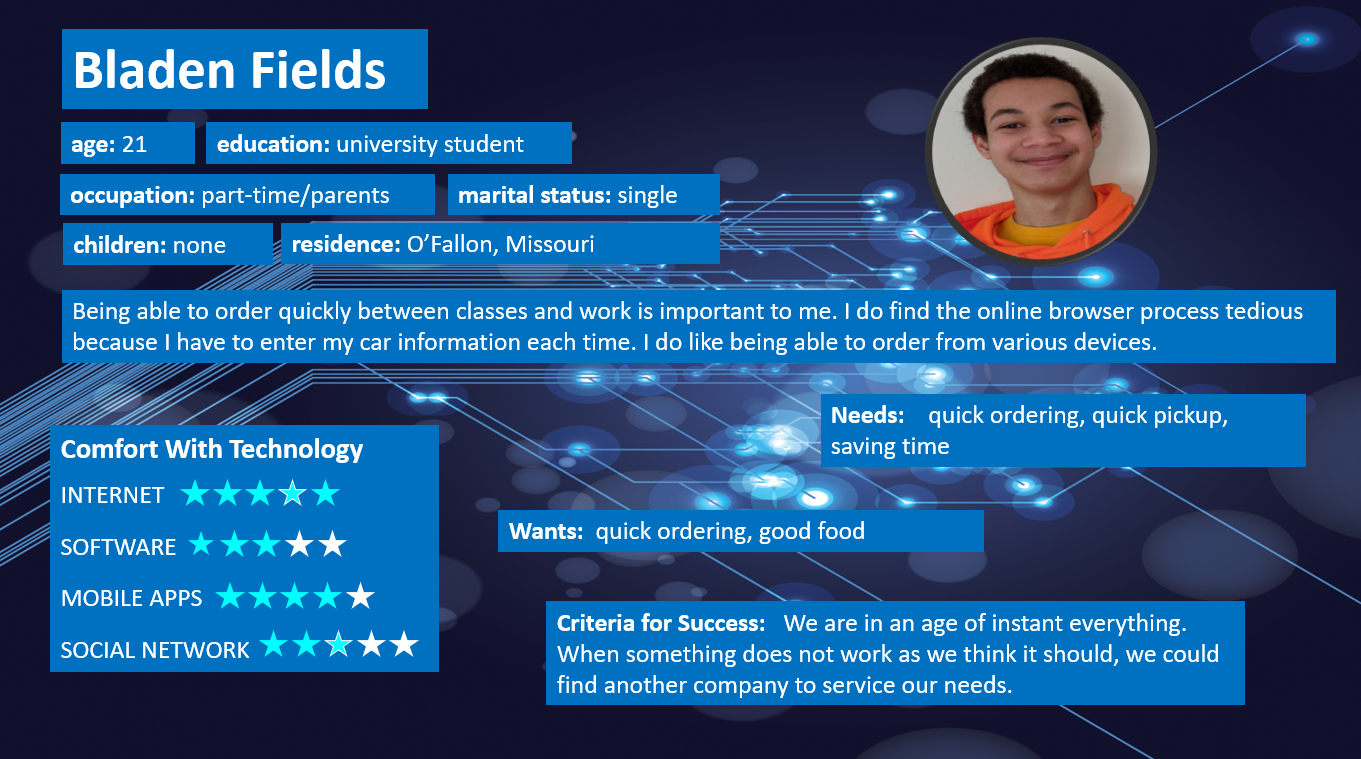 Bladen Fields
age: 21
education: university student
occupation: part-time/parents
marital status: single
children: none
residence: O’Fallon, Missouri
Being able to order quickly between classes and work is important to me. I do find the online browser process tedious
because I have to enter my car information each time. I do like being able to order from various devices.
Needs: quick ordering, quick pickup,
saving time
Comfort With Technology
INTERNET
SOFTWARE
MOBILE APPS
SOCIAL NETWORK
Wants: quick ordering, good food
Criteria for Success: We are in an age of instant everything.
When something does not work as we think it should, we could
find another company to service our needs.